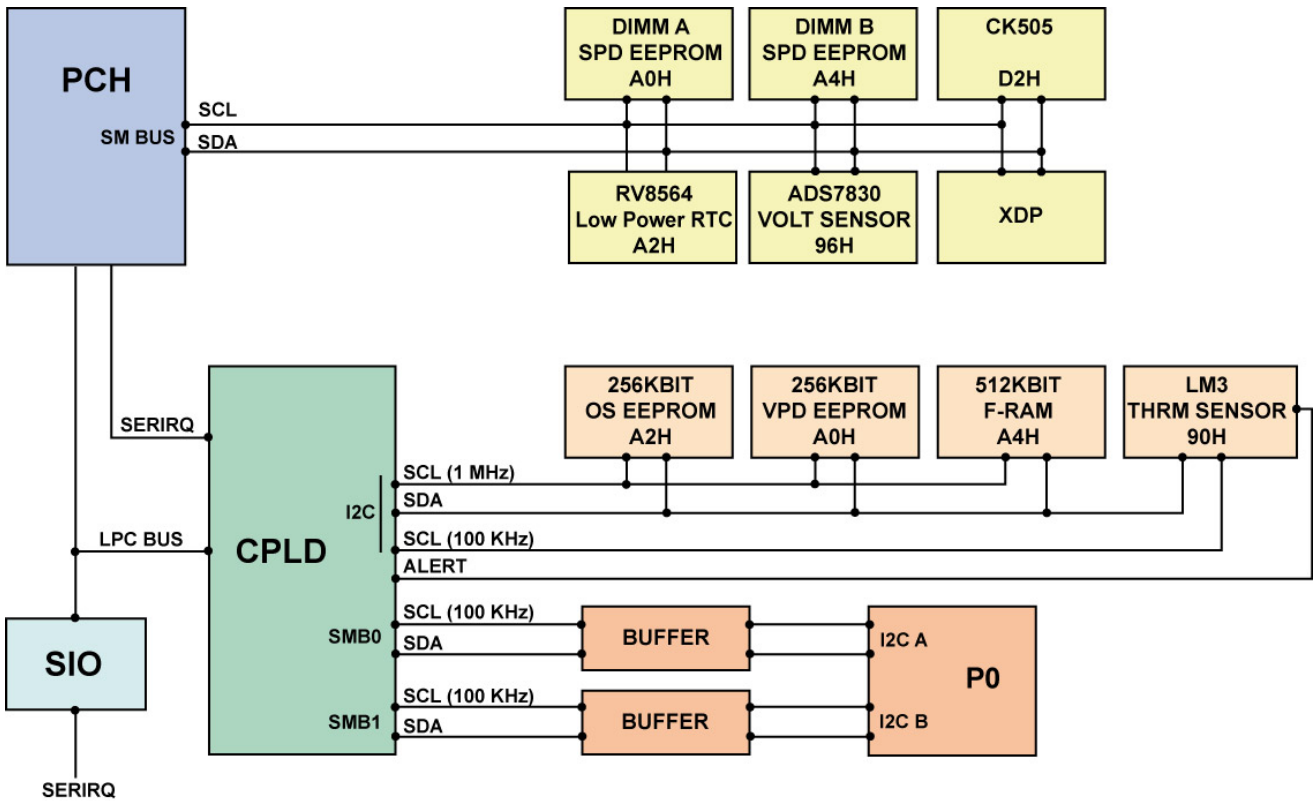 PCH
SM BUS
SCL
SDA
DIMM A
SPD EEPROM
A0H
DIMM B
SPD EEPROM
A4H
CK505
D2H
RV8564
Low Power RTC
A2H
ADS7830
VOLT SENSOR
96H
XDP
SERIRQ
LPC BUS
CPLD
I2C
SCL (1 MHz)
SDA
SCL (100 KHz)
ALERT
256KBIT
OS EEPROM
A2H
256KBIT
VPD EEPROM
A0H
512KBIT
F-RAM
A4H
LM3
THRM SENSOR
90H
SMB0
SCL (100 KHz)
SDA
BUFFER
I2C A
P0
SMB1
SCL (100 KHz)
SDA
BUFFER
I2C B
SIO
SERIRQ